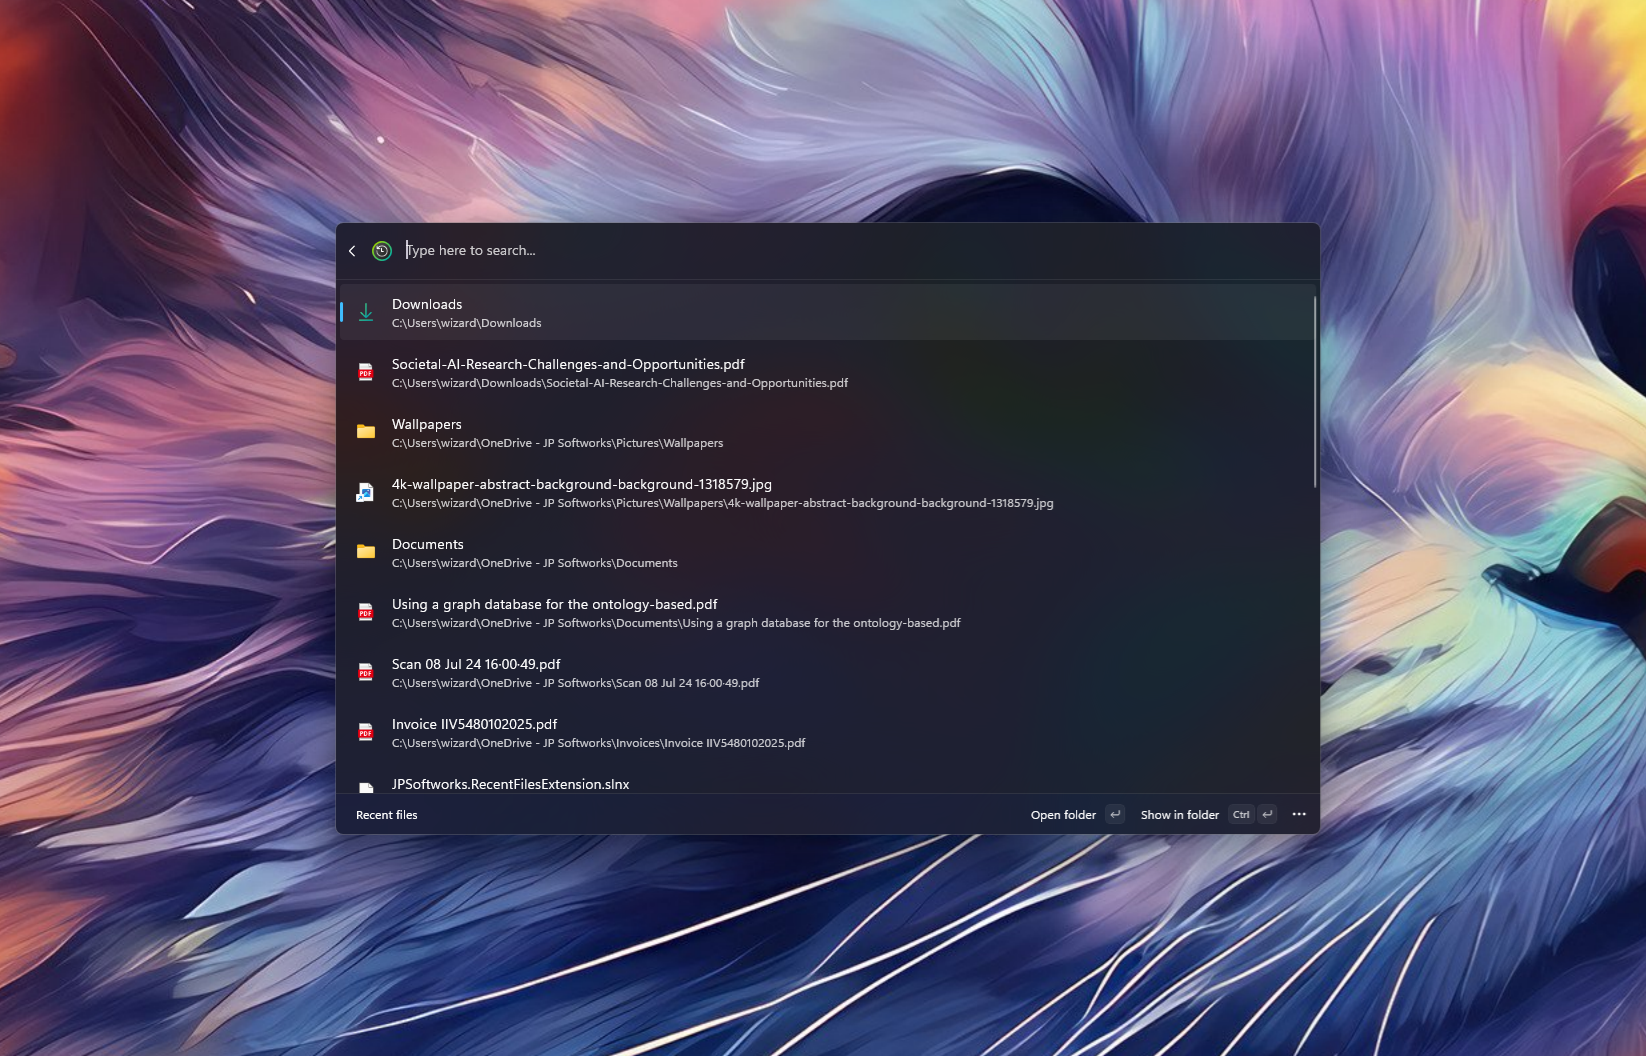 Type here to search...
Downloads
C:\Users\wizard\Downloads
Societal-AI-Research-Challenges-and-Opportunities.pdf
C:\Users\wizard\Downloads\Societal-AI-Research-Challenges-and-Opportunities.pdf
Wallpapers
C:\Users\wizard\OneDrive - JP Softworks\Pictures\Wallpapers
4k-wallpaper-abstract-background-background-1318579.jpg
C:\Users\wizard\OneDrive - JP Softworks\Pictures\Wallpapers\4k-wallpaper-abstract-background-background-1318579.jpg
Documents
C:\Users\wizard\OneDrive - JP Softworks\Documents
Using a graph database for the ontology-based.pdf
C:\Users\wizard\OneDrive - JP Softworks\Documents\Using a graph database for the ontology-based.pdf
Scan 08 Jul 24 16·00·49.pdf
C:\Users\wizard\OneDrive - JP Softworks\Scan 08 Jul 24 16·00·49.pdf
Invoice IIV5480102025.pdf
C:\Users\wizard\OneDrive - JP Softworks\Invoices\Invoice IIV5480102025.pdf
JPSoftworks.RecentFilesExtension.slnx
Recent files Open folder Show in folder Ctrl